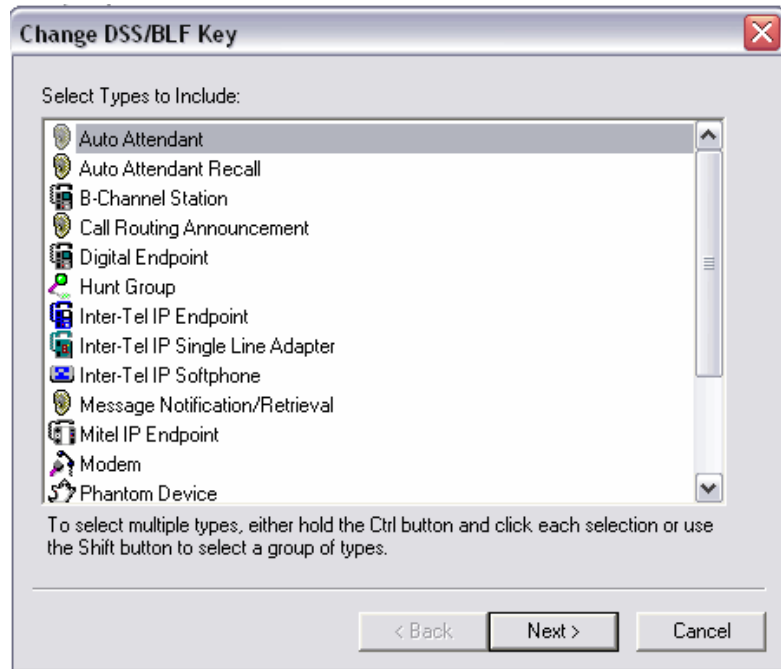 Change DSS/BLF Key
Select Types to Include:
Auto Attendant
Auto Attendant Recall
B-Channel Station
Call Routing Announcement
Digital Endpoint
Hunt Group
Inter-Tel IP Endpoint
Inter-Tel IP Single Line Adapter
Inter-Tel IP Softphone
Message Notification/Retrieval
Mitel IP Endpoint
Modem
Phantom Device
To select multiple types, either hold the Ctrl button and click each selection or use
the Shift button to select a group of types.
< Back
Next >
Cancel